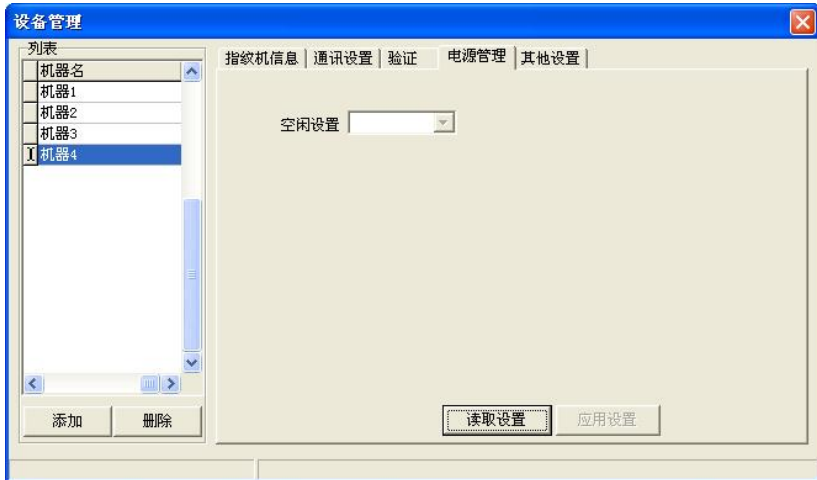 设备管理
列表
机器名
机器1
机器2
机器3
机器4
添加 删除
指纹机信息 通讯设置 验证 电源管理 其他设置
空闲设置
读取设置 应用设置